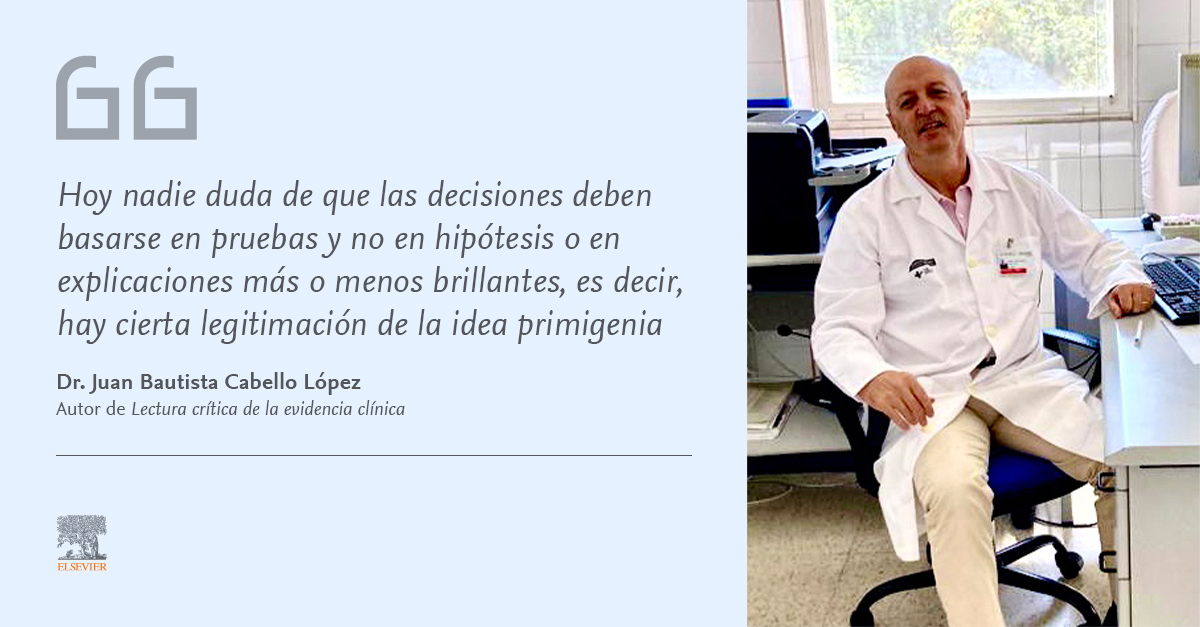 Hoy nadie duda de que las decisiones deben
basarse en pruebas y no en hipótesis o en
explicaciones más o menos brillantes, es decir,
hay cierta legitimación de la idea primigenia
Dr. Juan Bautista Cabello López
Autor de Lectura crítica de la evidencia clínica
ELSEVIER